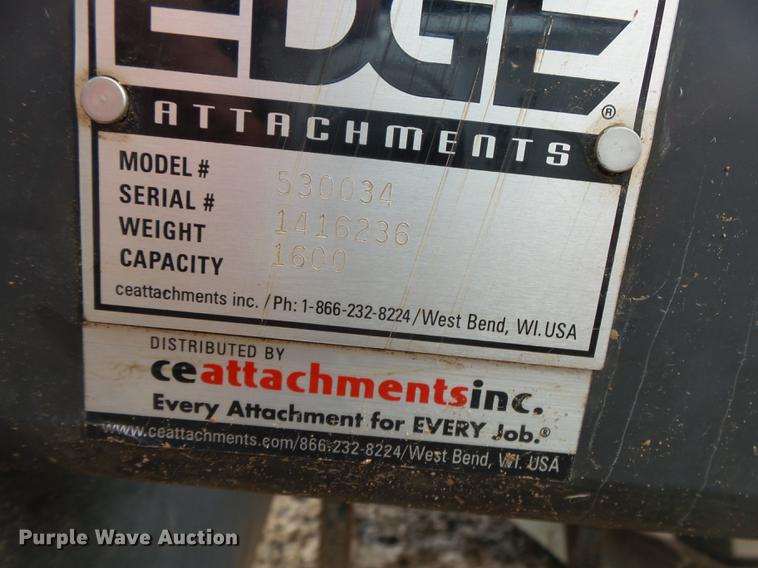 EDGE®
ATTACHMENTS
MODEL # 530034
SERIAL # 1416236
WEIGHT 1600
CAPACITY
ceattachments inc. / Ph: 1-866-232-8224/West Bend, WI. USA
DISTRIBUTED BY
ceattachmentsinc.
Every Attachment for EVERY Job.®
www.ceattachments.com/866-232-8224/West Bend, WI. USA
Purple Wave Auction